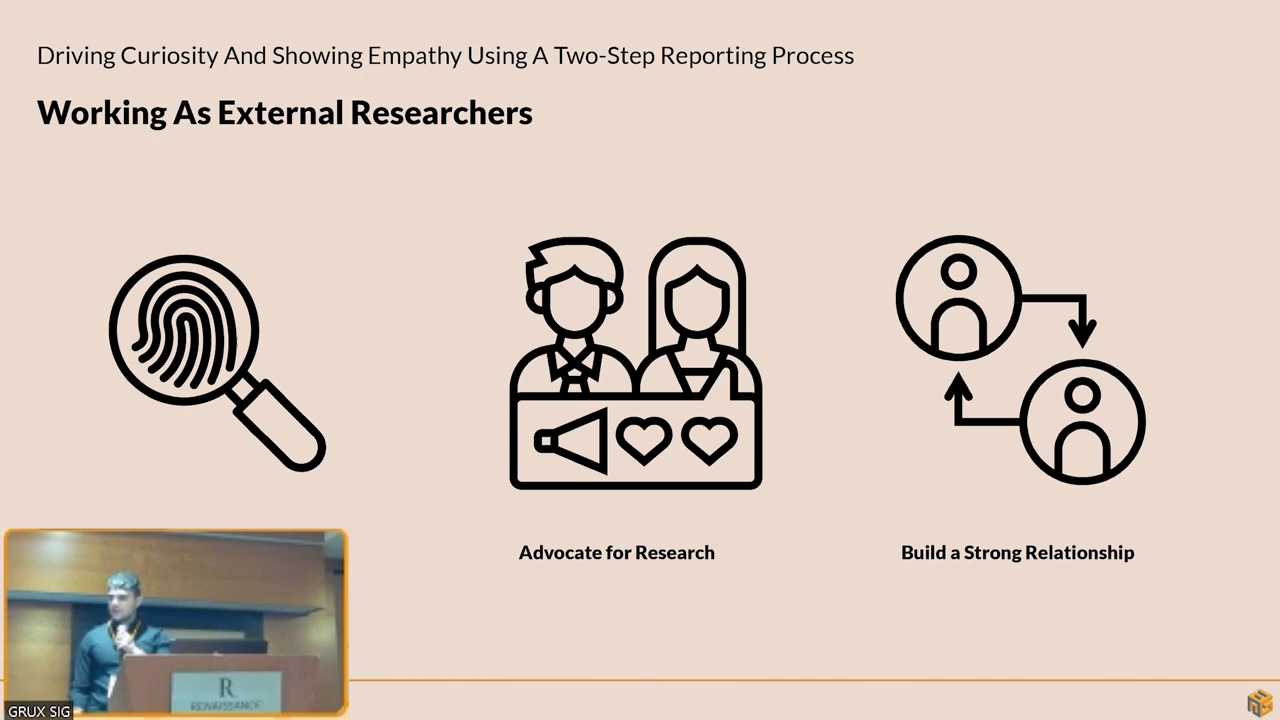 Driving Curiosity And Showing Empathy Using A Two-Step Reporting Process
Working As External Researchers
Advocate for Research
Build a Strong Relationship
R
RENAISSANCE
GRUX SIG